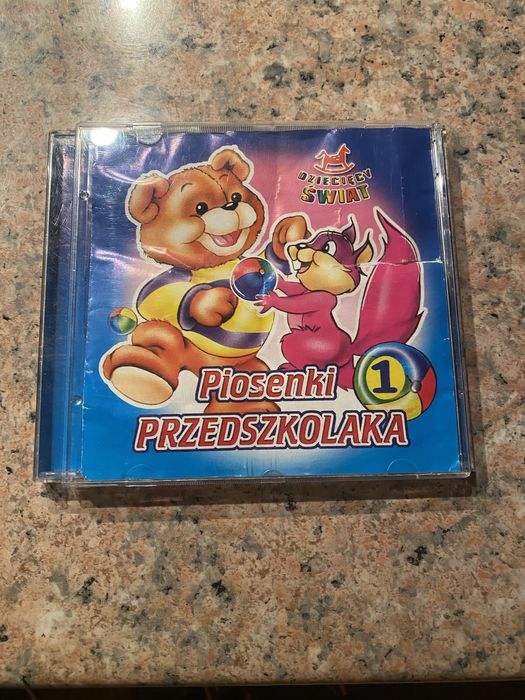 DZIECIĘCY
ŚWIAT
Piosenki
1
PRZEDSZKOLAKA